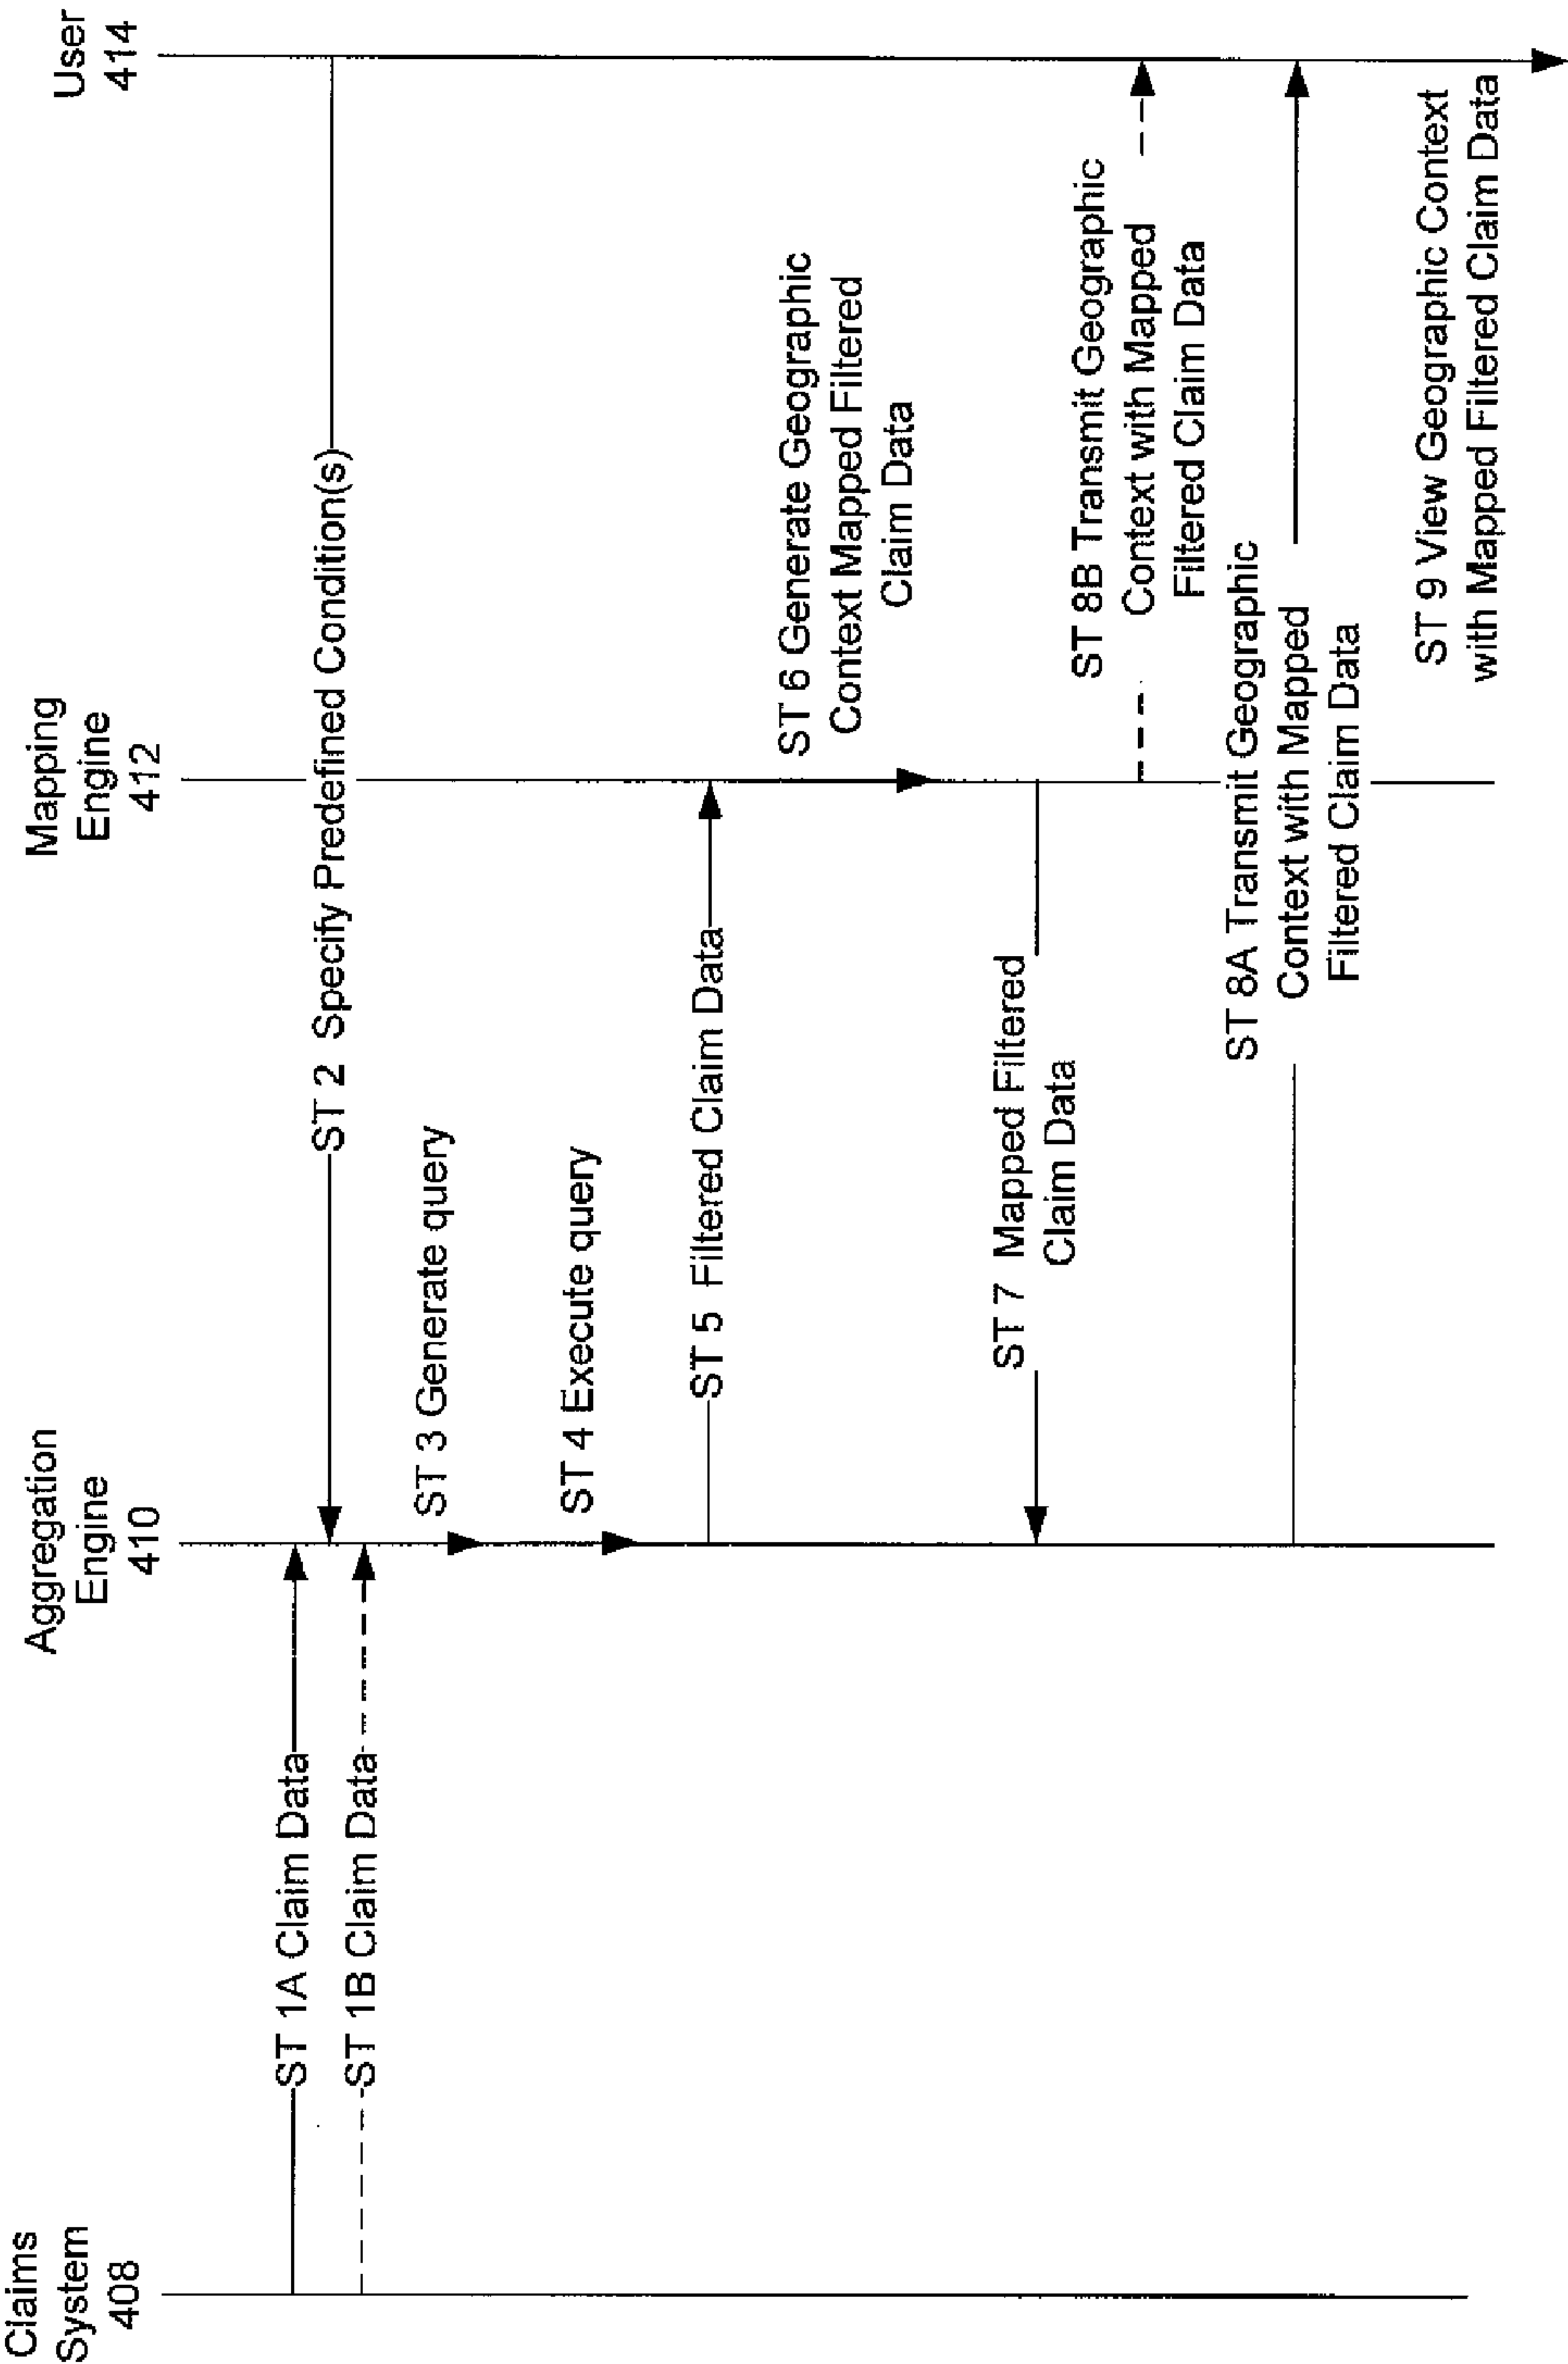 Claims
System
408
Aggregation
Engine
410
Mapping
Engine
412
User
414
ST 1A Claim Data
ST 2 Specify Predefined Condition(s)
ST 1B Claim Data
ST 3 Generate query
ST 4 Execute query
ST 5 Filtered Claim Data
ST 6 Generate Geographic
Context Mapped Filtered
Claim Data
ST 7 Mapped Filtered
Claim Data
ST 8B Transmit Geographic
Context with Mapped
Filtered Claim Data
ST 8A Transmit Geographic
Context with Mapped
Filtered Claim Data
ST 9 View Geographic Context
with Mapped Filtered Claim Data